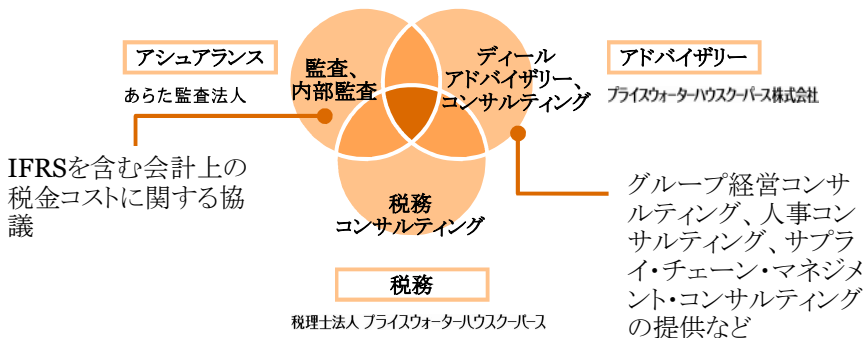 アシュアランス
あらた監査法人
監査、
内部監査
ディール
アドバイザリー、
コンサルティング
アドバイザリー
プライスウォーターハウスクーパース株式会社
IFRSを含む会計上の
税金コストに関する協
議
税務
コンサルティング
グループ経営コンサ
ルティング、人事コン
サルティング、サプラ
イ・チェーン・マネジメ
ント・コンサルティング
の提供など
税務
税理士法人 プライスウォーターハウスクーパース